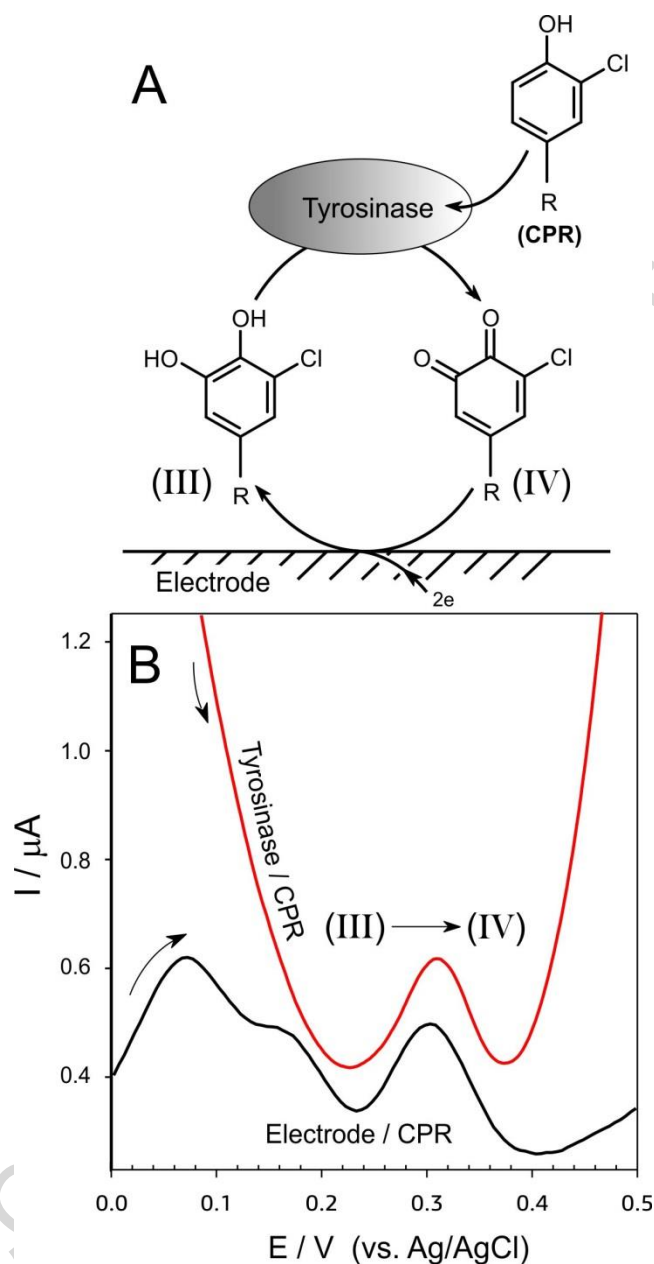 A
OH
Cl
R
(CPR)
Tyrosinase
OH
HO
Cl
(III)
R
O
O
Cl
R
(IV)
Electrode
2e
B
1.2
1.0
0.8
0.6
0.4
I / μA
Tyrosinase / CPR
(III) → (IV)
Electrode / CPR
0.0 0.1 0.2 0.3 0.4 0.5
E / V (vs. Ag/AgCl)